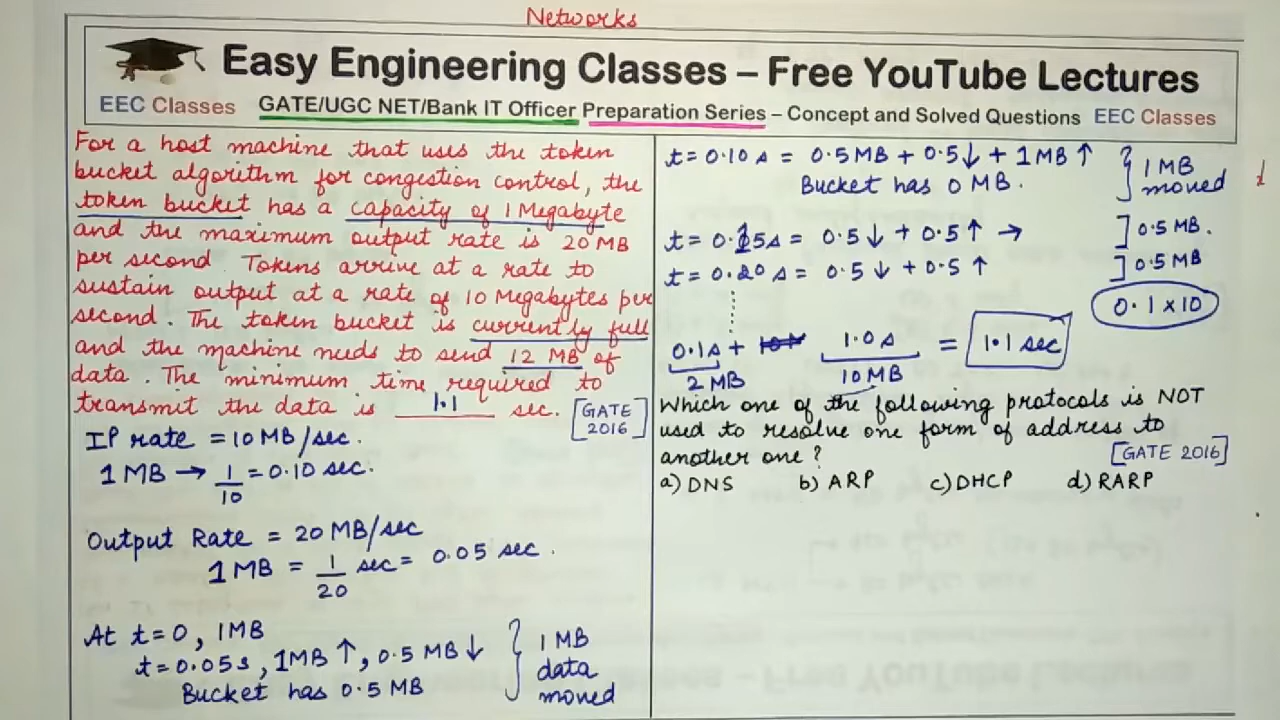 Networks
Easy Engineering Classes – Free YouTube Lectures
EEC Classes GATE/UGC NET/Bank IT Officer Preparation Series – Concept and Solved Questions EEC Classes
For a host machine that uses the token
bucket algorithm for congestion control, the
token bucket has a capacity of 1 Megabyte
and the maximum output rate is 20 MB
per second. Tokens arrive at a rate to
sustain output at a rate of 10 Megabytes per
second. The token bucket is currently full
and the machine needs to send 12 MB of
data. The minimum time required to
transmit the data is 1.1 sec. [GATE 2016]
IP rate = 10 MB/sec.
1 MB → 1/10 = 0.10 sec.
Output Rate = 20 MB/sec
1 MB = 1/20 sec = 0.05 sec.
At t=0, 1MB
t=0.05s, 1MB ↑, 0.5 MB ↓
Bucket has 0.5 MB
} 1 MB
data
moved
t=0.10 s = 0.5MB + 0.5↓ + 1MB ↑
Bucket has 0 MB.
} 1 MB
moved
t = 0.15s = 0.5↓ + 0.5↑ → ] 0.5 MB.
t = 0.20 s = 0.5↓ + 0.5 ↑ ] 0.5 MB
0.1 x 10
0.1s + 1.0 s = 1.1 sec
2 MB 10 MB
Which one of the following protocols is NOT
used to resolve one form of address to
another one? [GATE 2016]
a) DNS b) ARP c) DHCP d) RARP